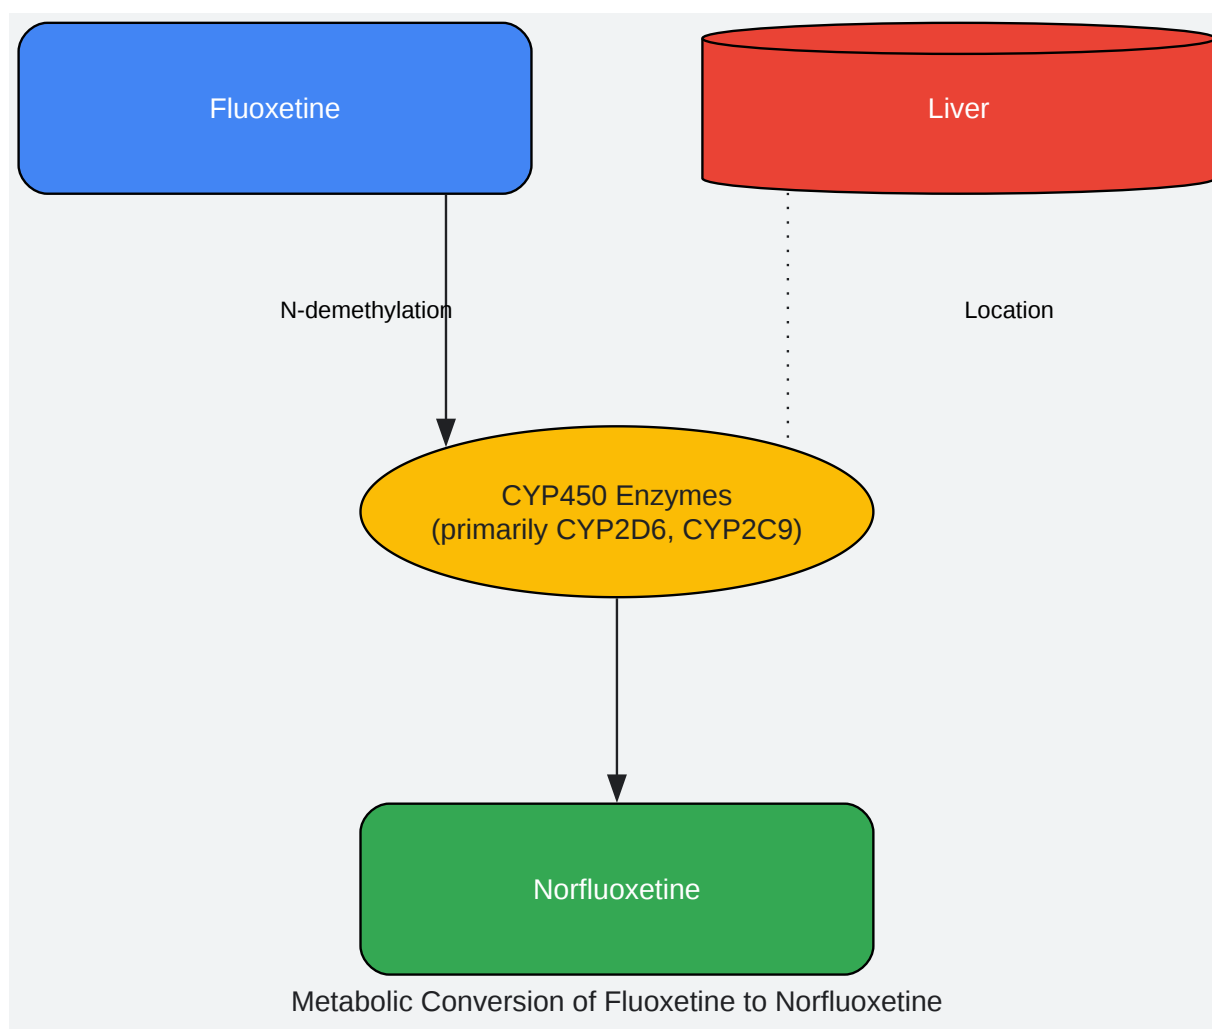 Fluoxetine
Liver
N-demethylation
Location
CYP450 Enzymes
(primarily CYP2D6, CYP2C9)
Norfluoxetine
Metabolic Conversion of Fluoxetine to Norfluoxetine